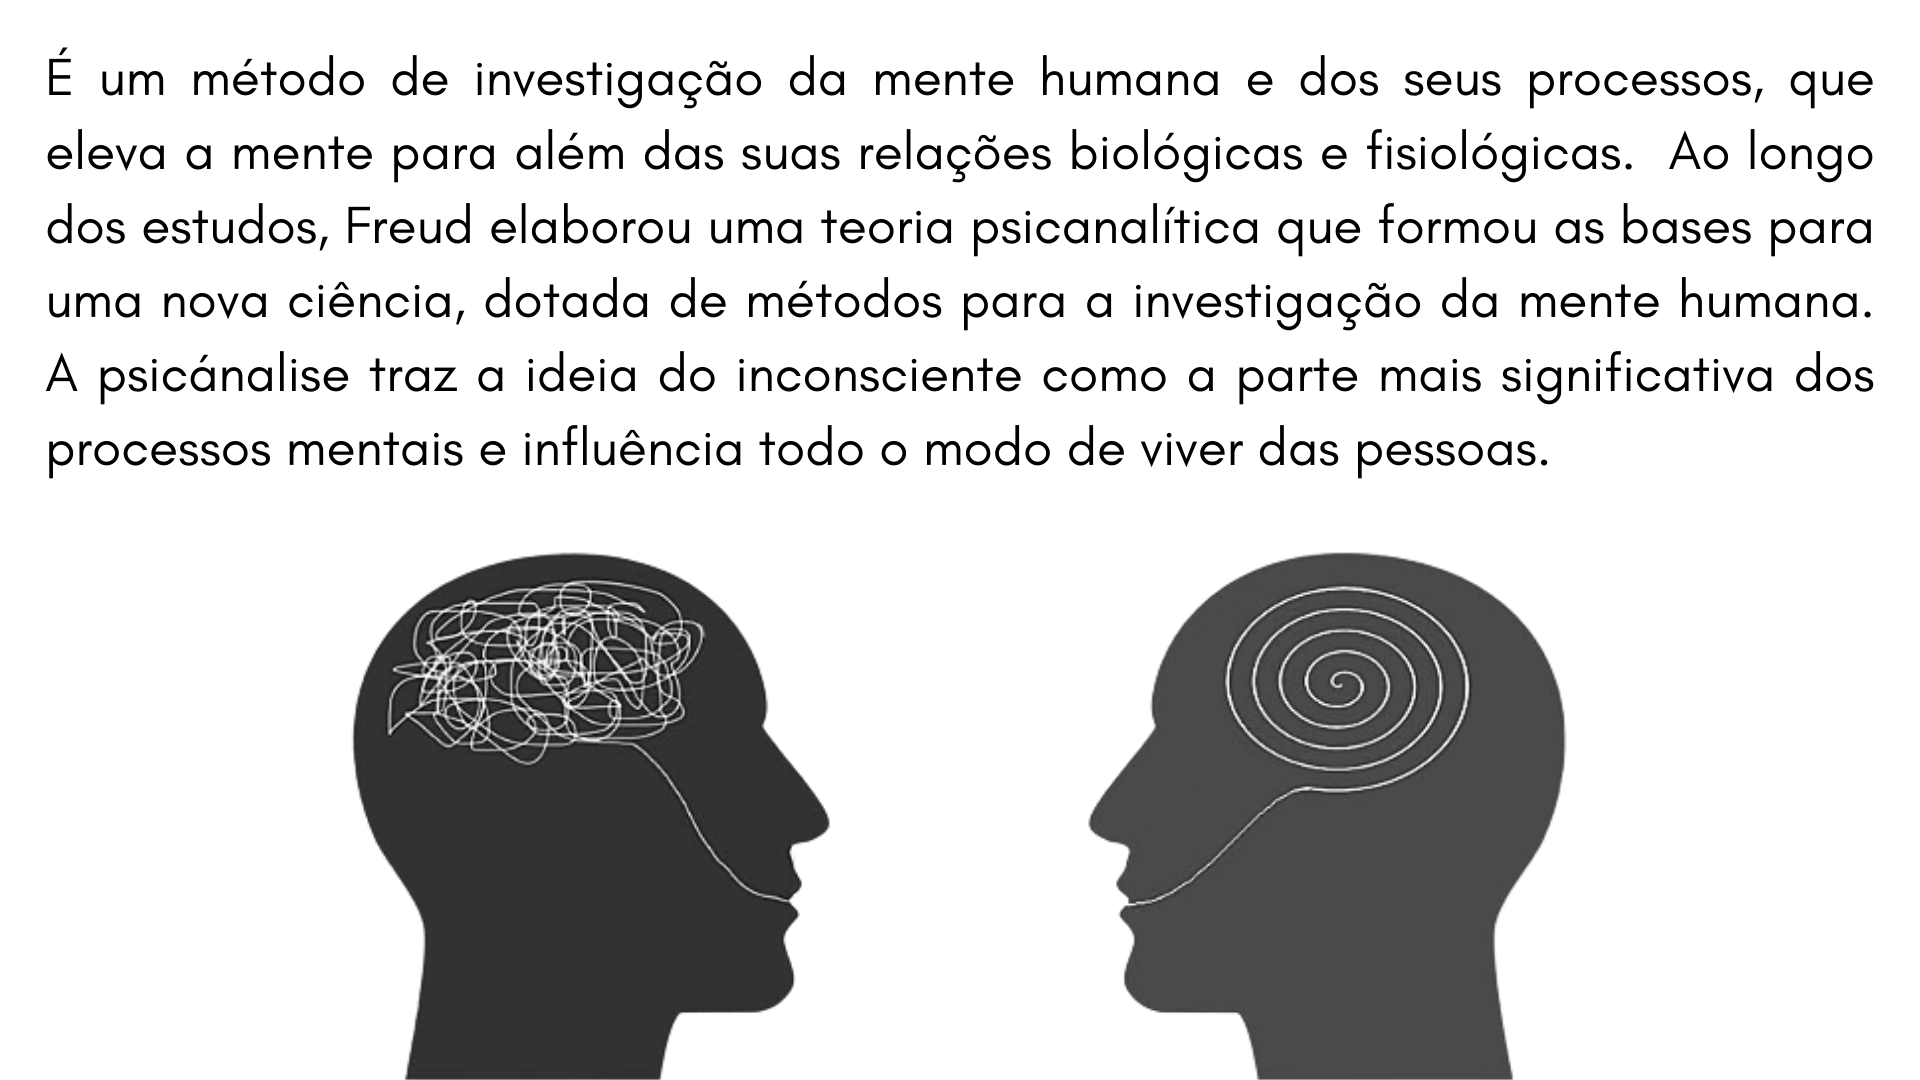 É um método de investigação da mente humana e dos seus processos, que
eleva a mente para além das suas relações biológicas e fisiológicas.  Ao longo
dos estudos, Freud elaborou uma teoria psicanalítica que formou as bases para
uma nova ciência, dotada de métodos para a investigação da mente humana.
A psicánalise traz a ideia do inconsciente como a parte mais significativa dos
processos mentais e influência todo o modo de viver das pessoas.